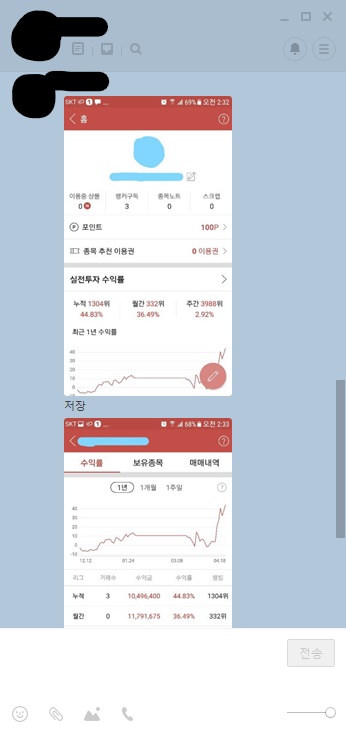 SKT 1 ... 69% 오전 2:32
홈
이용중 상품 랭커구독 종목노트 스크랩
0 N 3 0 0
P 포인트 100P
종목 추천 이용권 0 이용권
실전투자 수익률
누적 1304위 월간 332위 주간 3988위
44.83% 36.49% 2.92%
최근 1년 수익률
40
30
20
10
0
저장
SKT 1 ... 68% 오전 2:33
수익률 보유종목 매매내역
1년 1개월 1주일
40
30
20
10
0
-10
12.12 01.24 03.08 04.18
리그 거래수 수익금 수익률 랭킹
누적 3 10,496,400 44.83% 1304위
월간 0 11,791,675 36.49% 332위
전송